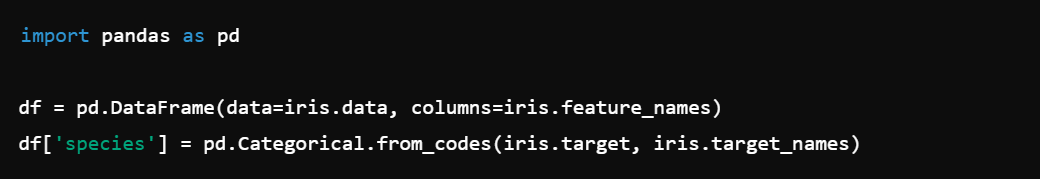 import pandas as pd
df = pd.DataFrame(data=iris.data, columns=iris.feature_names)
df['species'] = pd.Categorical.from_codes(iris.target, iris.target_names)